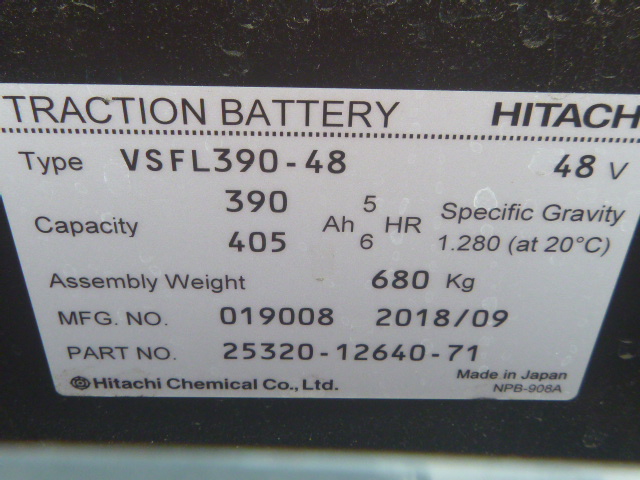 TRACTION BATTERY HITACH
Type VSFL390-48 48 V
Capacity 390 405 Ah 5 6 HR Specific Gravity 1.280 (at 20°C)
Assembly Weight 680 Kg
MFG. NO. 019008 2018/09
PART NO. 25320-12640-71
Hitachi Chemical Co., Ltd. Made in Japan
NPB-908A